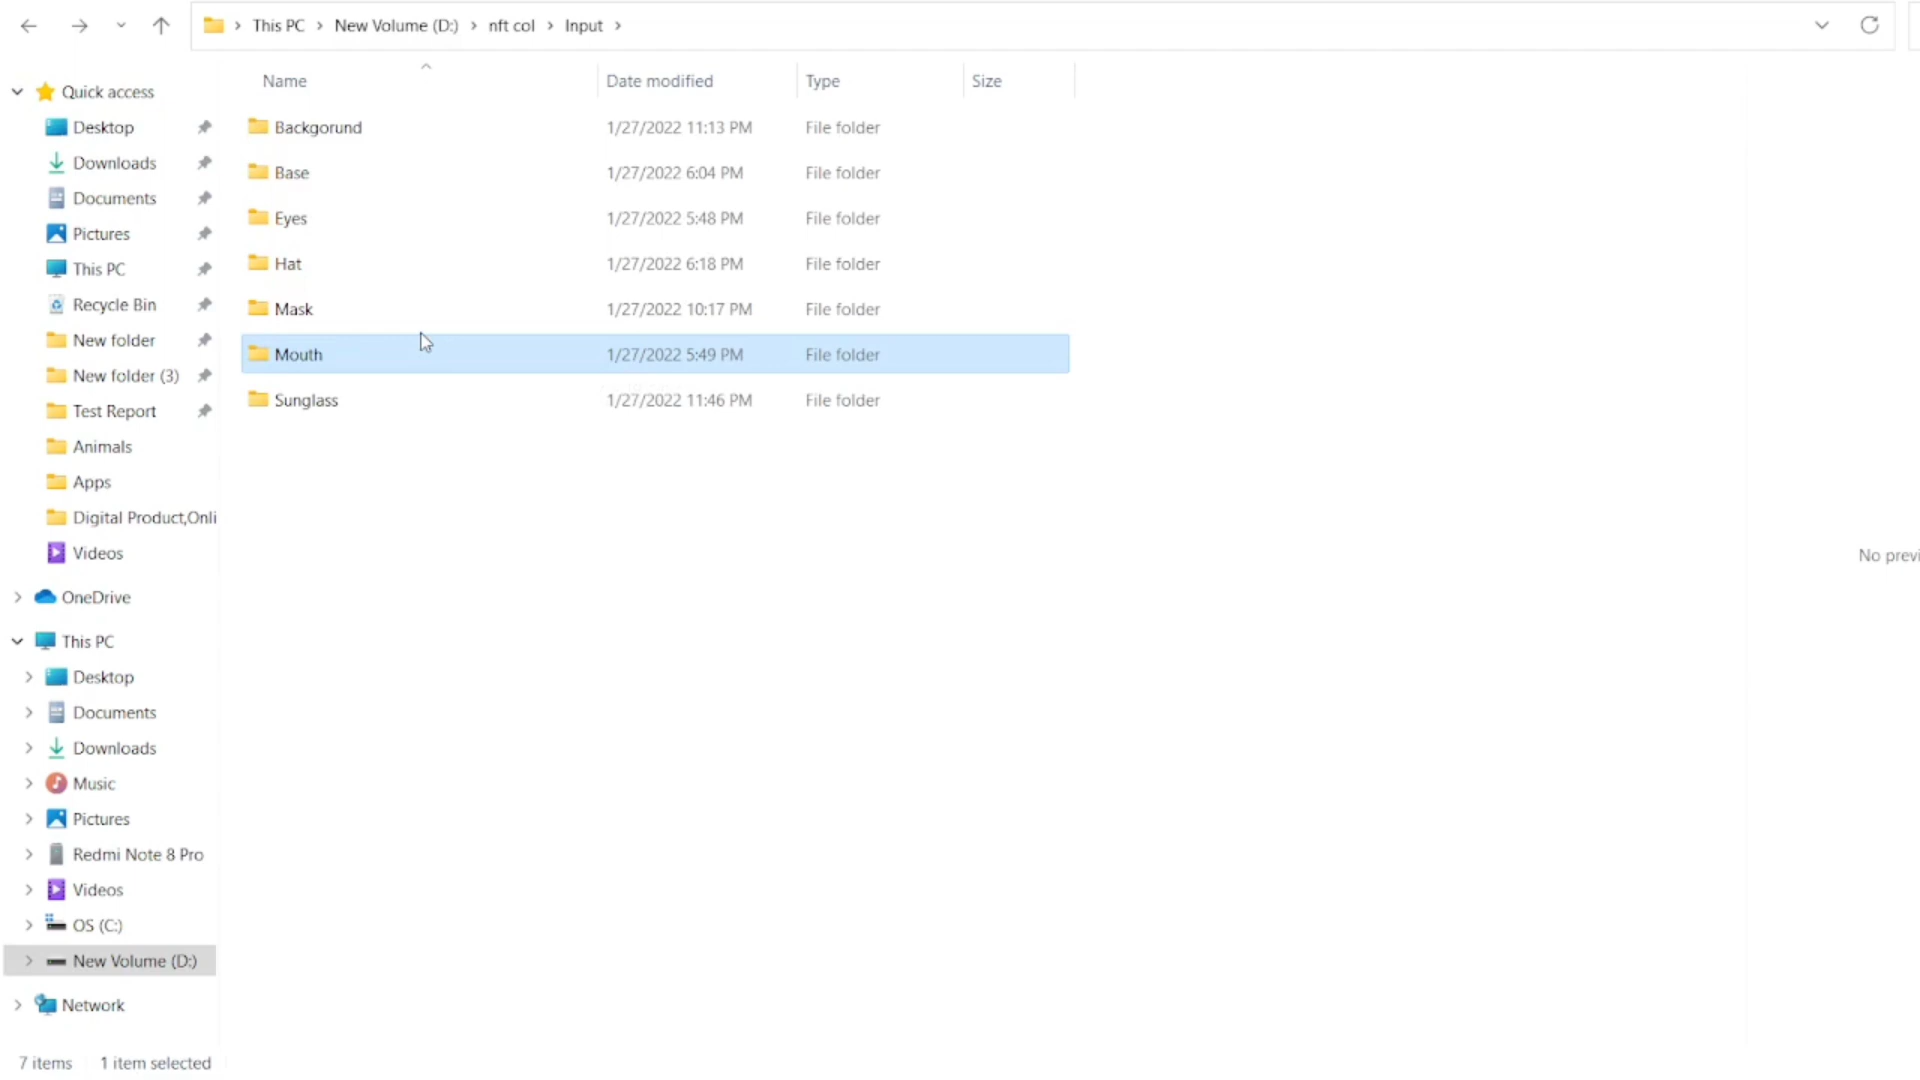 This PC New Volume (D:) nft col Input
Name Date modified Type Size
Quick access
Desktop
Downloads
Documents
Pictures
This PC
Recycle Bin
New folder
New folder (3)
Test Report
Animals
Apps
Digital Product,Onli
Videos
OneDrive
This PC
Desktop
Documents
Downloads
Music
Pictures
Redmi Note 8 Pro
Videos
OS (C:)
New Volume (D:)
Network
Backgorund 1/27/2022 11:13 PM File folder
Base 1/27/2022 6:04 PM File folder
Eyes 1/27/2022 5:48 PM File folder
Hat 1/27/2022 6:18 PM File folder
Mask 1/27/2022 10:17 PM File folder
Mouth 1/27/2022 5:49 PM File folder
Sunglass 1/27/2022 11:46 PM File folder
No previ
7 items 1 item selected